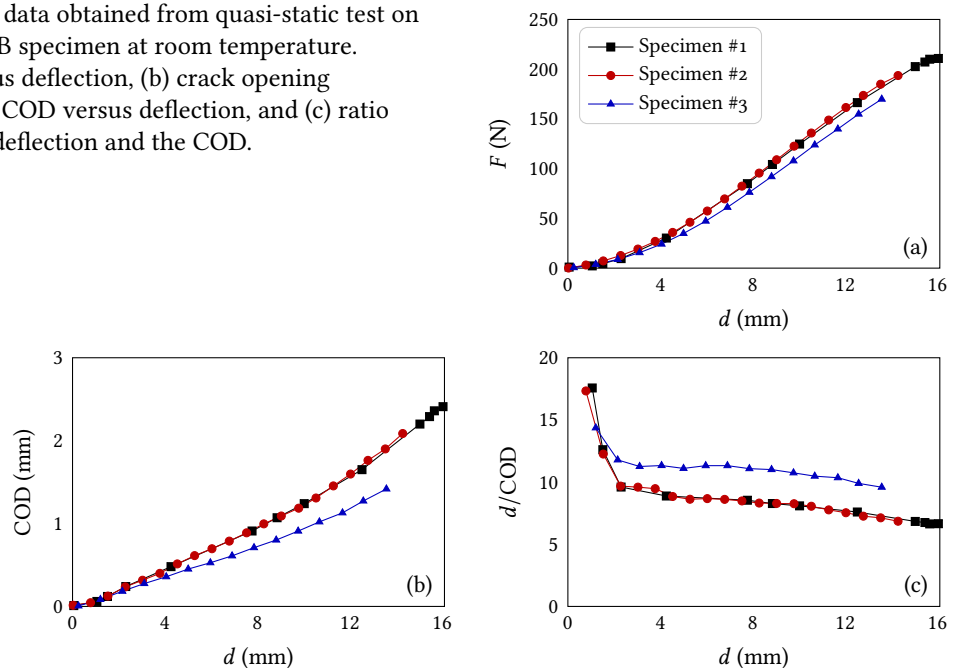 data obtained from quasi-static test on
B specimen at room temperature.
us deflection, (b) crack opening
COD versus deflection, and (c) ratio
deflection and the COD.
250
200
150
100
50
0
F (N)
Specimen #1
Specimen #2
Specimen #3
(a)
0 4 8 12 16
d (mm)
3
2
1
0
COD (mm)
(b)
0 4 8 12 16
d (mm)
20
15
10
5
0
d/COD
(c)
0 4 8 12 16
d (mm)